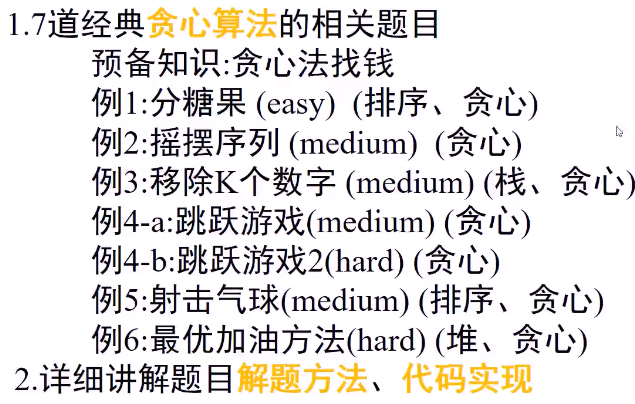 1.7道经典贪心算法的相关题目
预备知识:贪心法找钱
例1:分糖果 (easy)  (排序、贪心)
例2:摇摆序列 (medium)  (贪心)
例3:移除K个数字 (medium) (栈、贪心)
例4-a:跳跃游戏(medium) (贪心)
例4-b:跳跃游戏2(hard) (贪心)
例5:射击气球(medium) (排序、贪心)
例6:最优加油方法(hard) (堆、贪心)
2.详细讲解题目解题方法、代码实现